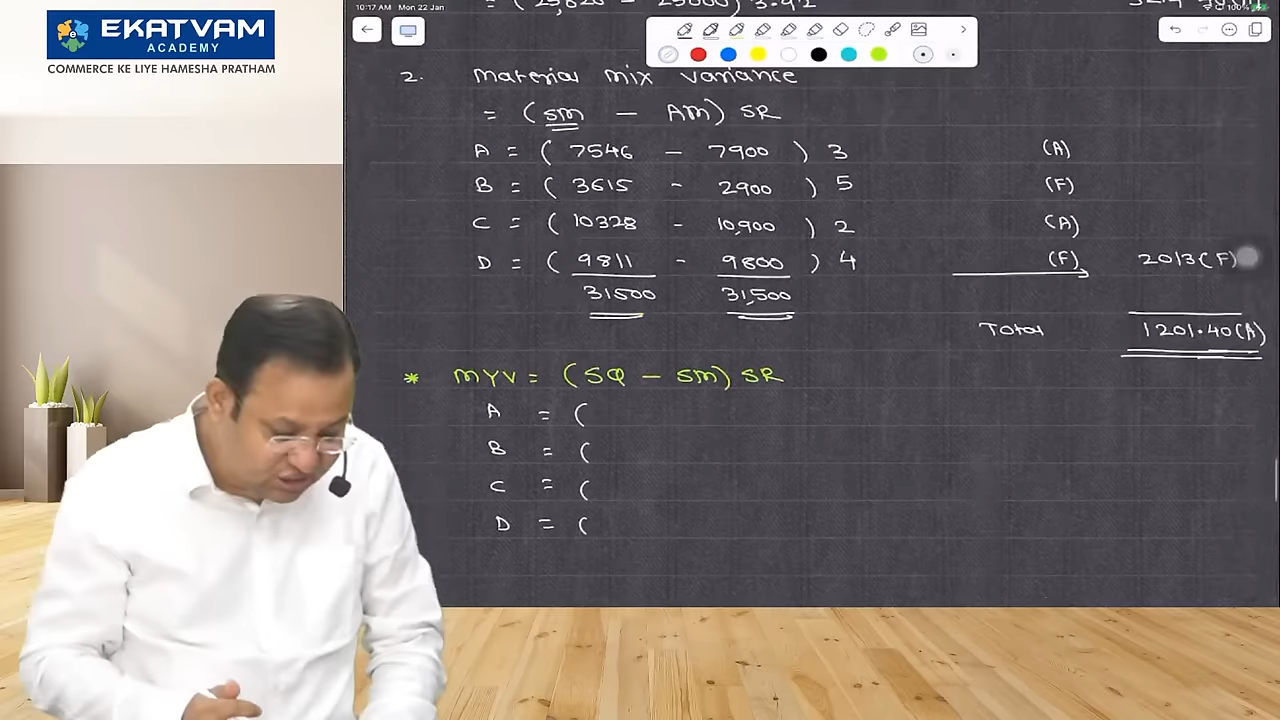 EKATVAM
ACADEMY
COMMERCE KE LIYE HAMESHA PRATHAM
10:17 AM Mon 22 Jan
100%
2. Material mix variance
= (SM - AM) SR
A = ( 7546 - 7900 ) 3 (A)
B = ( 3615 - 2900 ) 5 (F)
C = ( 10328 - 10,900 ) 2 (A)
D = ( 9811 - 9800 ) 4 (F) 2013(F)
31500 31,500
Total 1201.40(A)
* MYV = (SQ - SM) SR
A = (
B = (
C = (
D = (